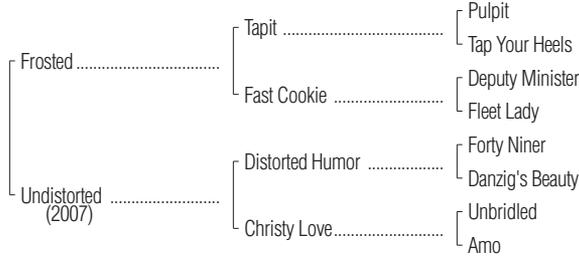 Pulpit
Tapit ..............................................
Tap Your Heels
Frosted .........................................
Deputy Minister
Fast Cookie ...............................
Fleet Lady
Forty Niner
Distorted Humor .....................
Danzig's Beauty
Undistorted ...............................
(2007)
Unbridled
Christy Love...............................
Amo